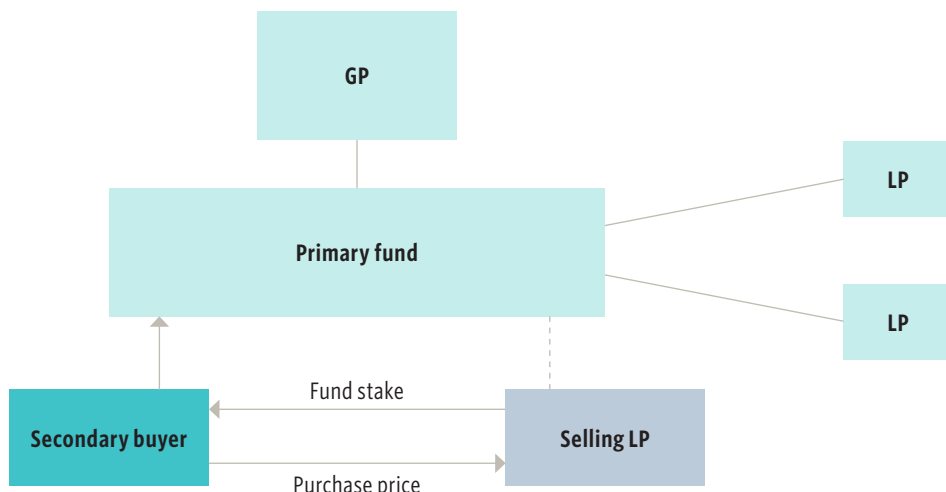 GP
LP
Primary fund
LP
Fund stake
Secondary buyer
Selling LP
Purchase price